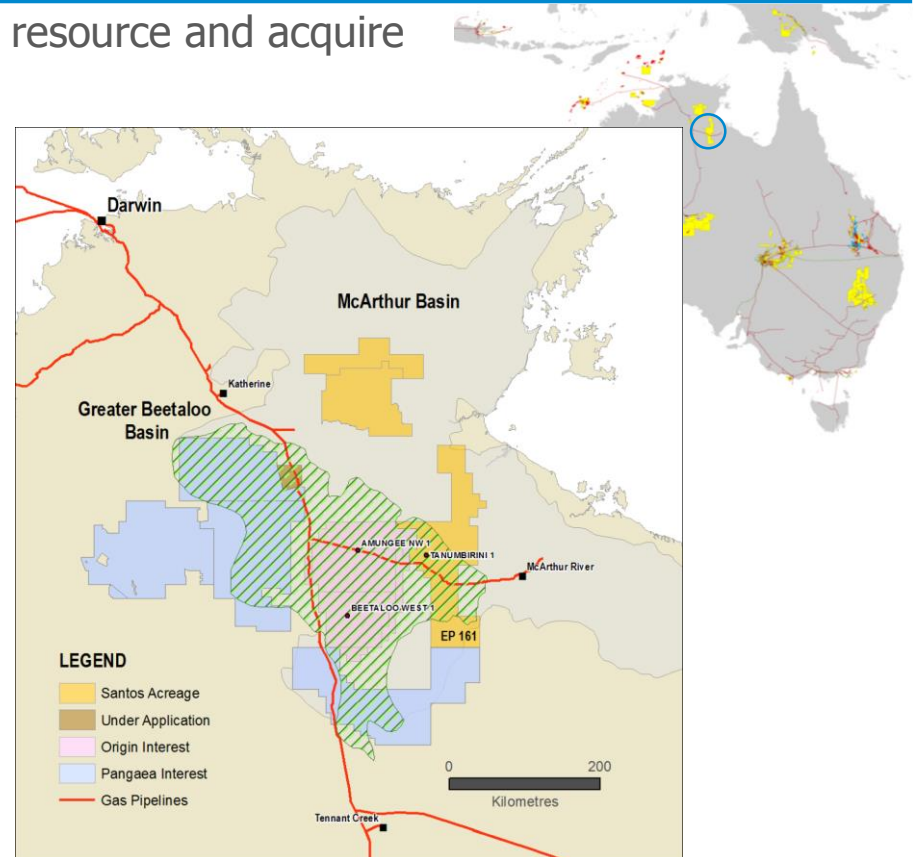 resource and acquire
Darwin
McArthur Basin
Katherine
Greater Beetaloo
Basin
AMUNGEE NW 1
TANUMBIRINI 1
McArthur River
BEETALOO WEST 1
EP 161
LEGEND
Santos Acreage
Under Application
Origin Interest
Pangaea Interest
Gas Pipelines
0 200
Kilometres
Tennant Creek